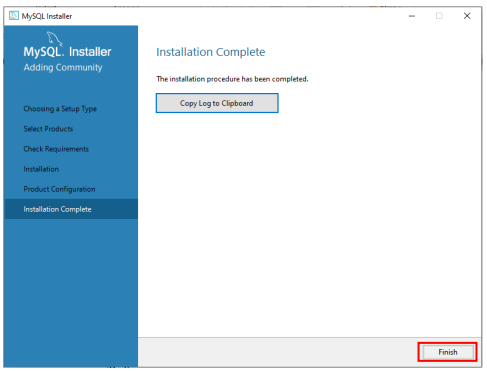 MySQL Installer
MySQL. Installer
Adding Community
Choosing a Setup Type
Select Products
Check Requirements
Installation
Product Configuration
Installation Complete
Installation Complete
The installation procedure has been completed.
Copy Log to Clipboard
Finish